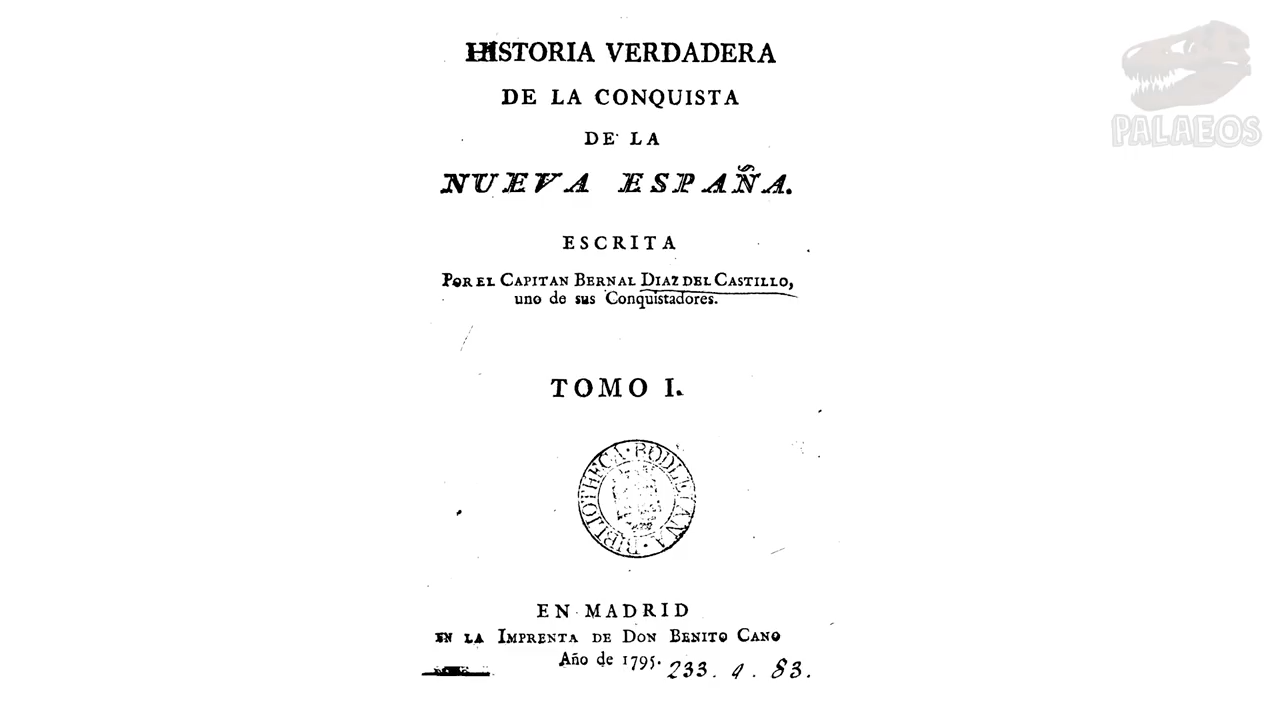 HISTORIA VERDADERA
DE LA CONQUISTA
DE LA
NUEVA ESPAÑA.
ESCRITA
POR EL CAPITAN BERNAL DIAZ DEL CASTILLO,
uno de sus Conquistadores.
TOMO I.
BIBLIOTHECA · BODLEIANA ·
EN MADRID
EN LA IMPRENTA DE DON BENITO CANO
Año de 1795.
233. q. 83.
PALAEOS